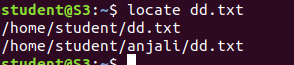 student@S3:~$ locate dd.txt
/home/student/dd.txt
/home/student/anjali/dd.txt
student@S3:~$